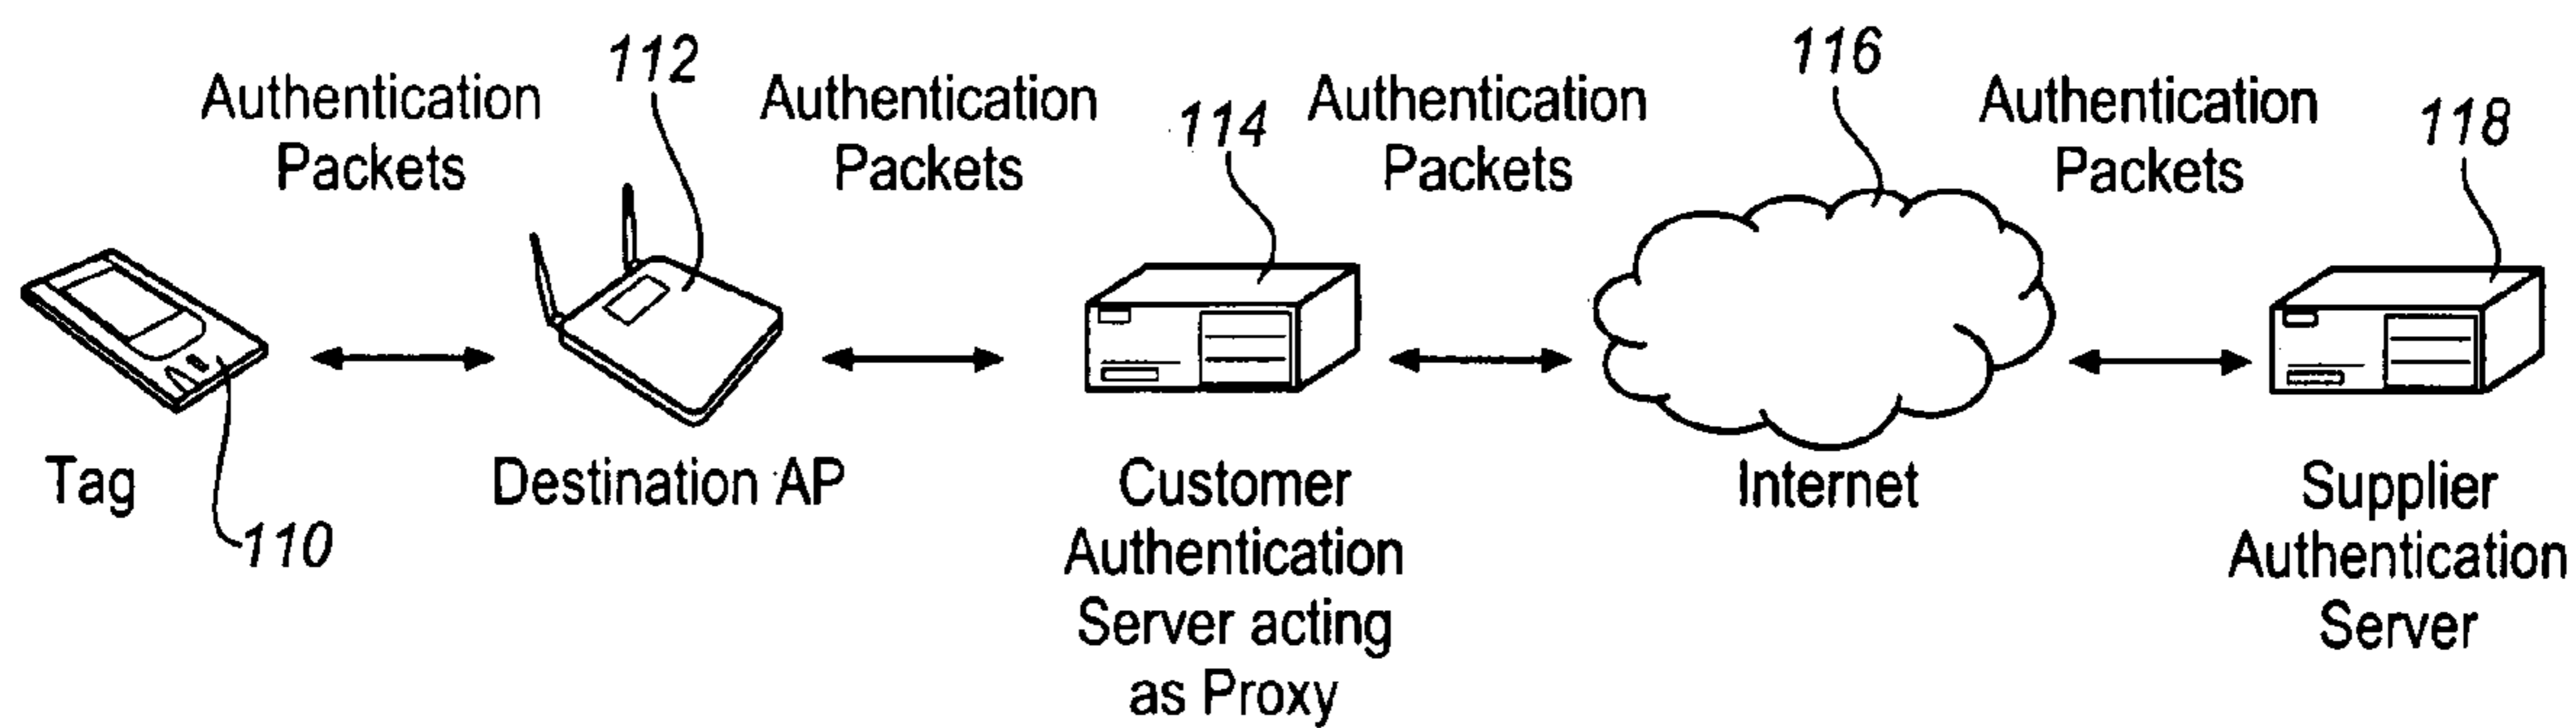 112
116
Authentication
Packets
Authentication
Packets
114
Authentication
Packets
Authentication
Packets
118
Tag
110
Destination AP
Customer
Authentication
Server acting
as Proxy
Internet
Supplier
Authentication
Server